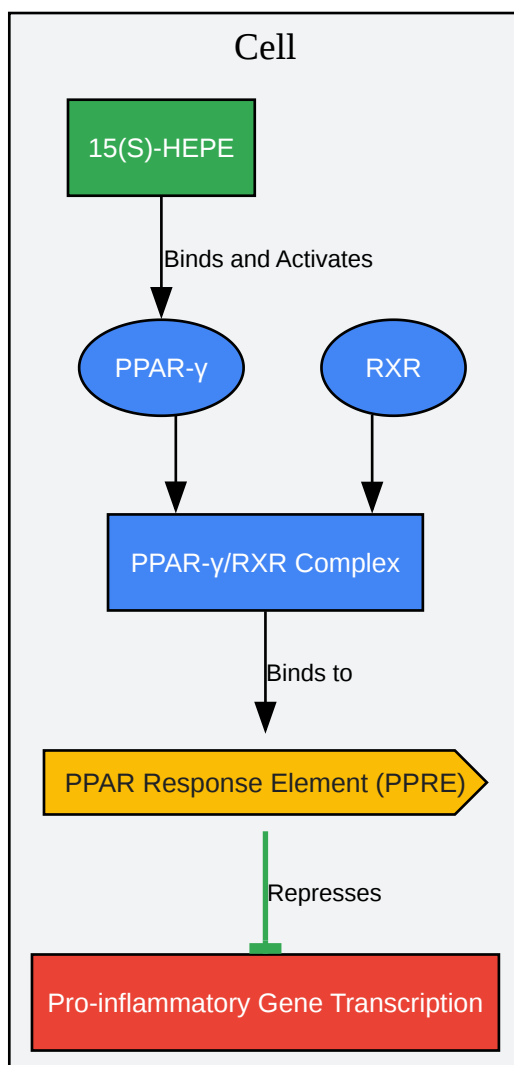 Cell
15(S)-HEPE
Binds and Activates
PPAR-γ
RXR
PPAR-γ/RXR Complex
Binds to
PPAR Response Element (PPRE)
Represses
Pro-inflammatory Gene Transcription